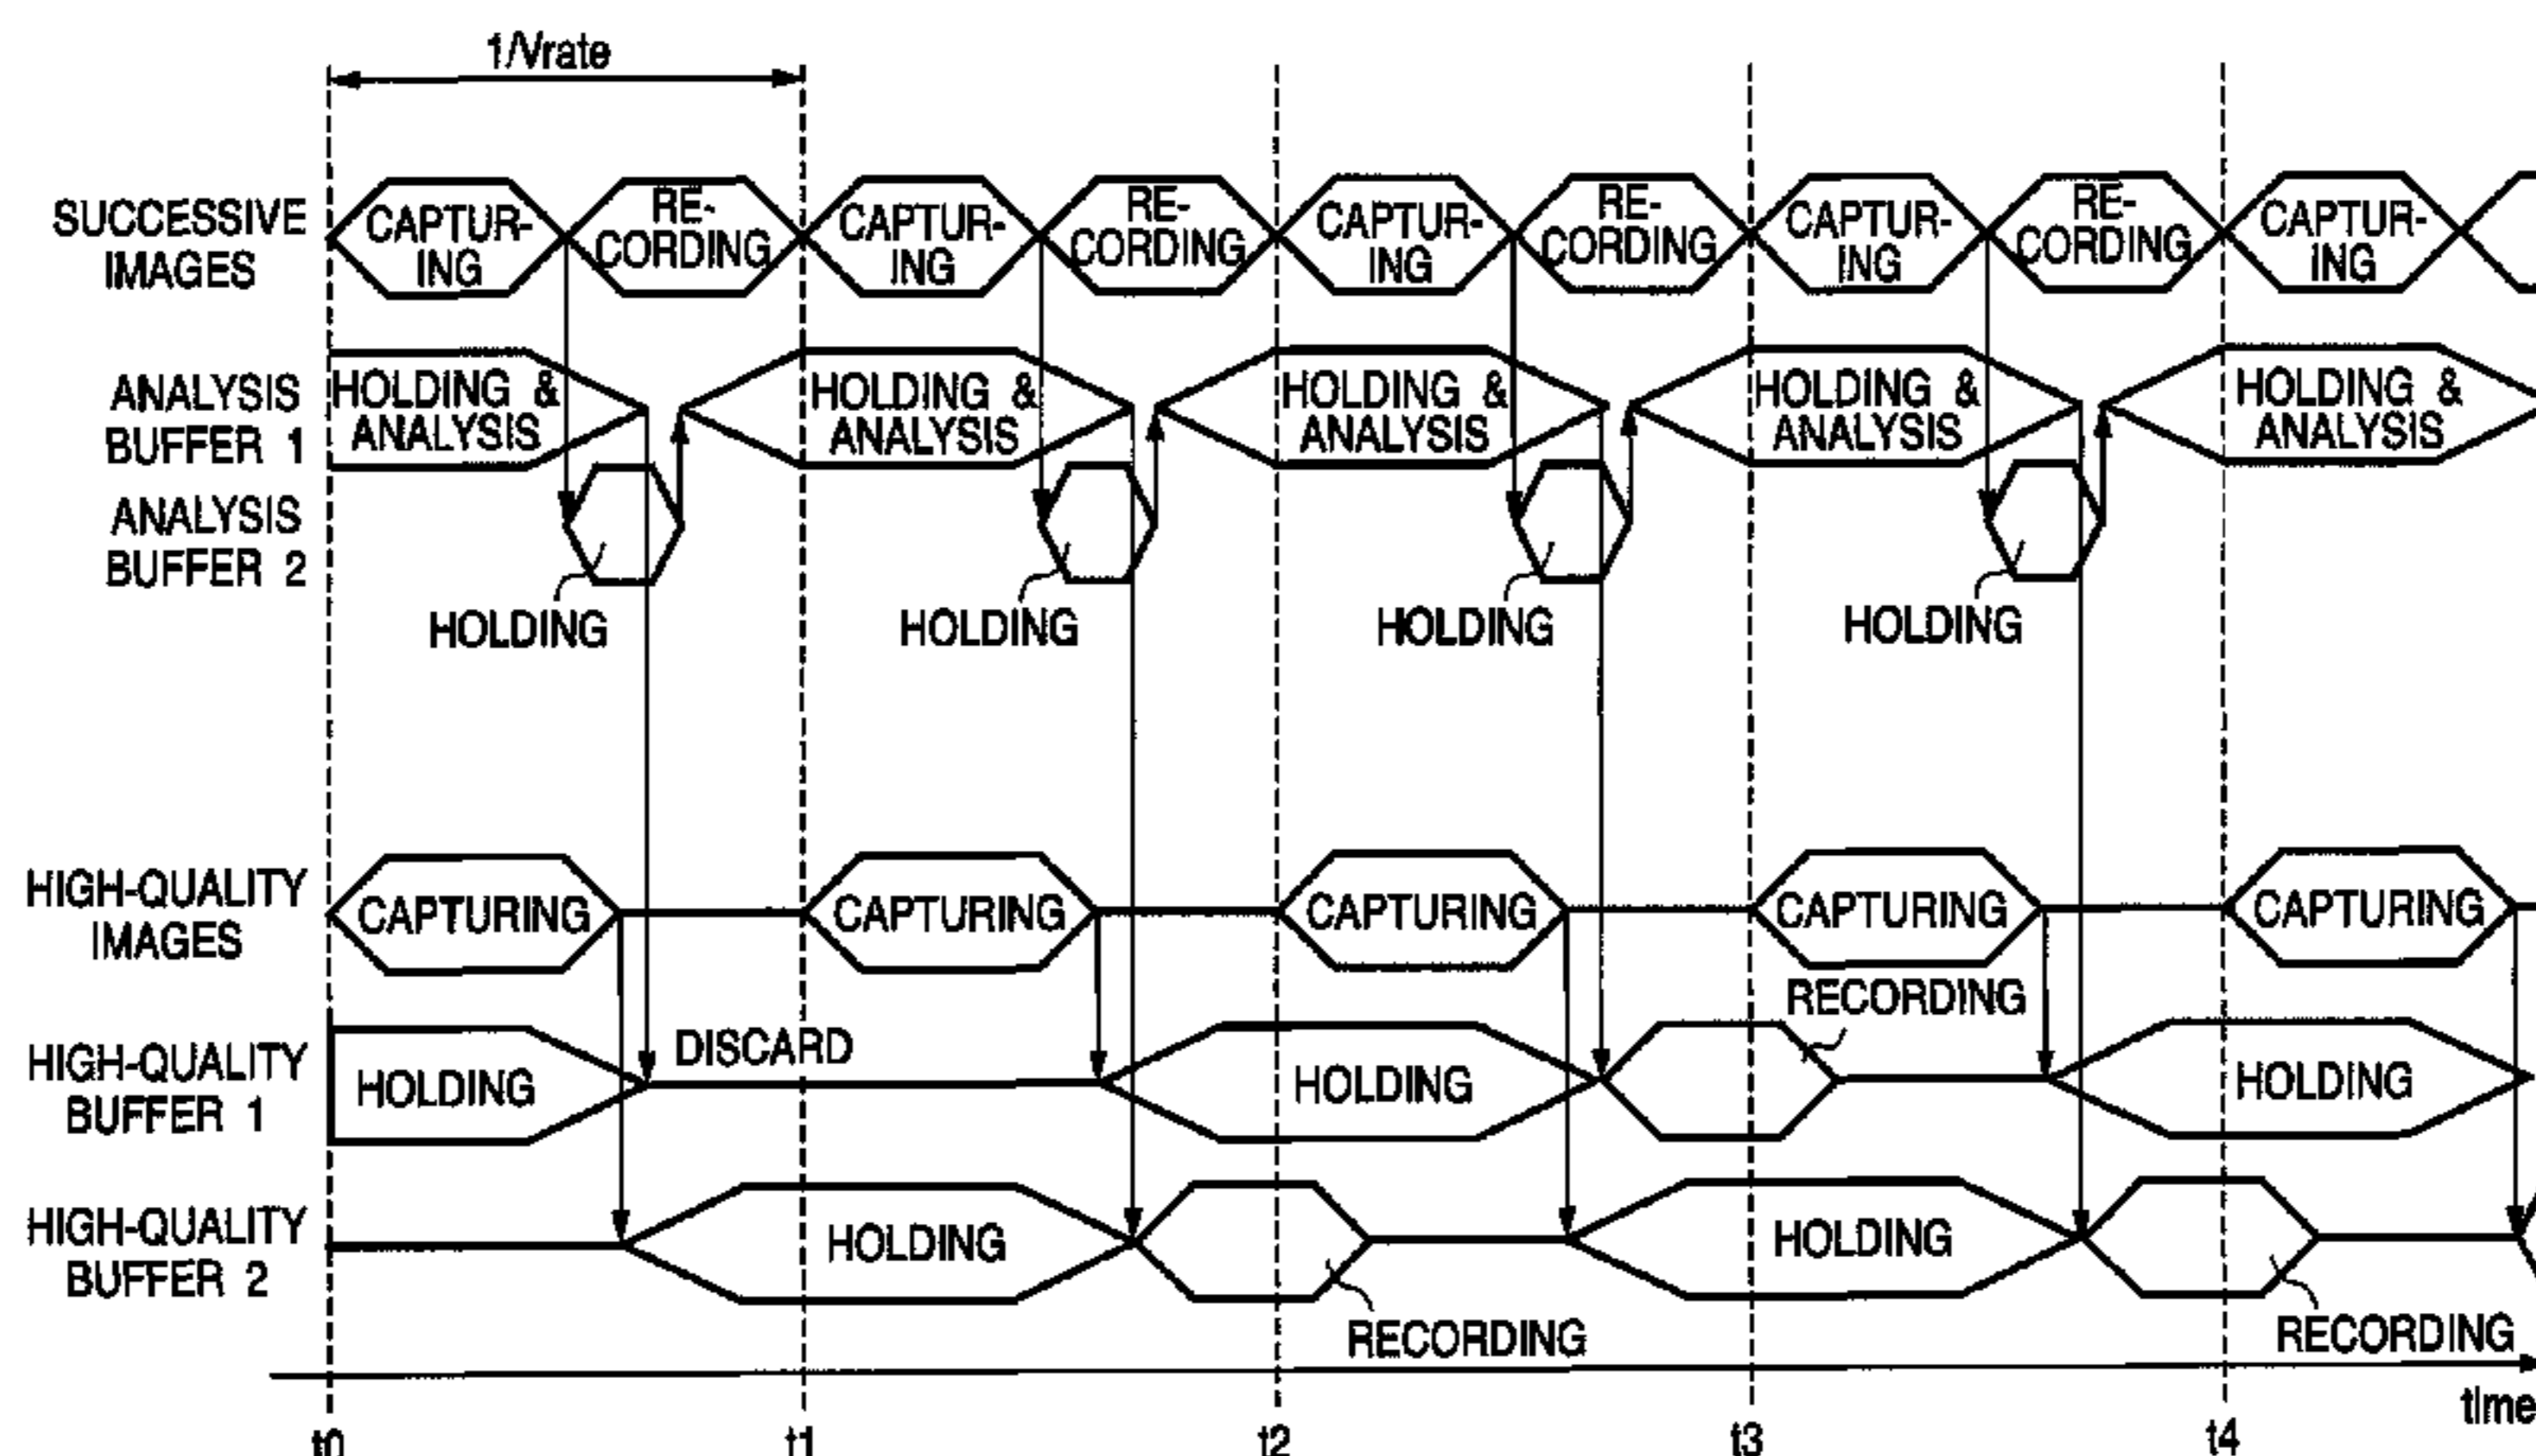 1/Vrate
SUCCESSIVE
IMAGES
CAPTUR-
ING
RE-
CORDING
CAPTUR-
ING
RE-
CORDING
CAPTUR-
ING
RE-
CORDING
CAPTUR-
ING
RE-
CORDING
CAPTUR-
ING
ANALYSIS
BUFFER 1
HOLDING &
ANALYSIS
HOLDING &
ANALYSIS
HOLDING &
ANALYSIS
HOLDING &
ANALYSIS
HOLDING &
ANALYSIS
ANALYSIS
BUFFER 2
HOLDING
HOLDING
HOLDING
HOLDING
HIGH-QUALITY
IMAGES
CAPTURING
CAPTURING
CAPTURING
CAPTURING
CAPTURING
RECORDING
HIGH-QUALITY
BUFFER 1
HOLDING
DISCARD
HOLDING
HOLDING
HIGH-QUALITY
BUFFER 2
HOLDING
HOLDING
RECORDING
RECORDING
time
t0
t1
t2
t3
t4